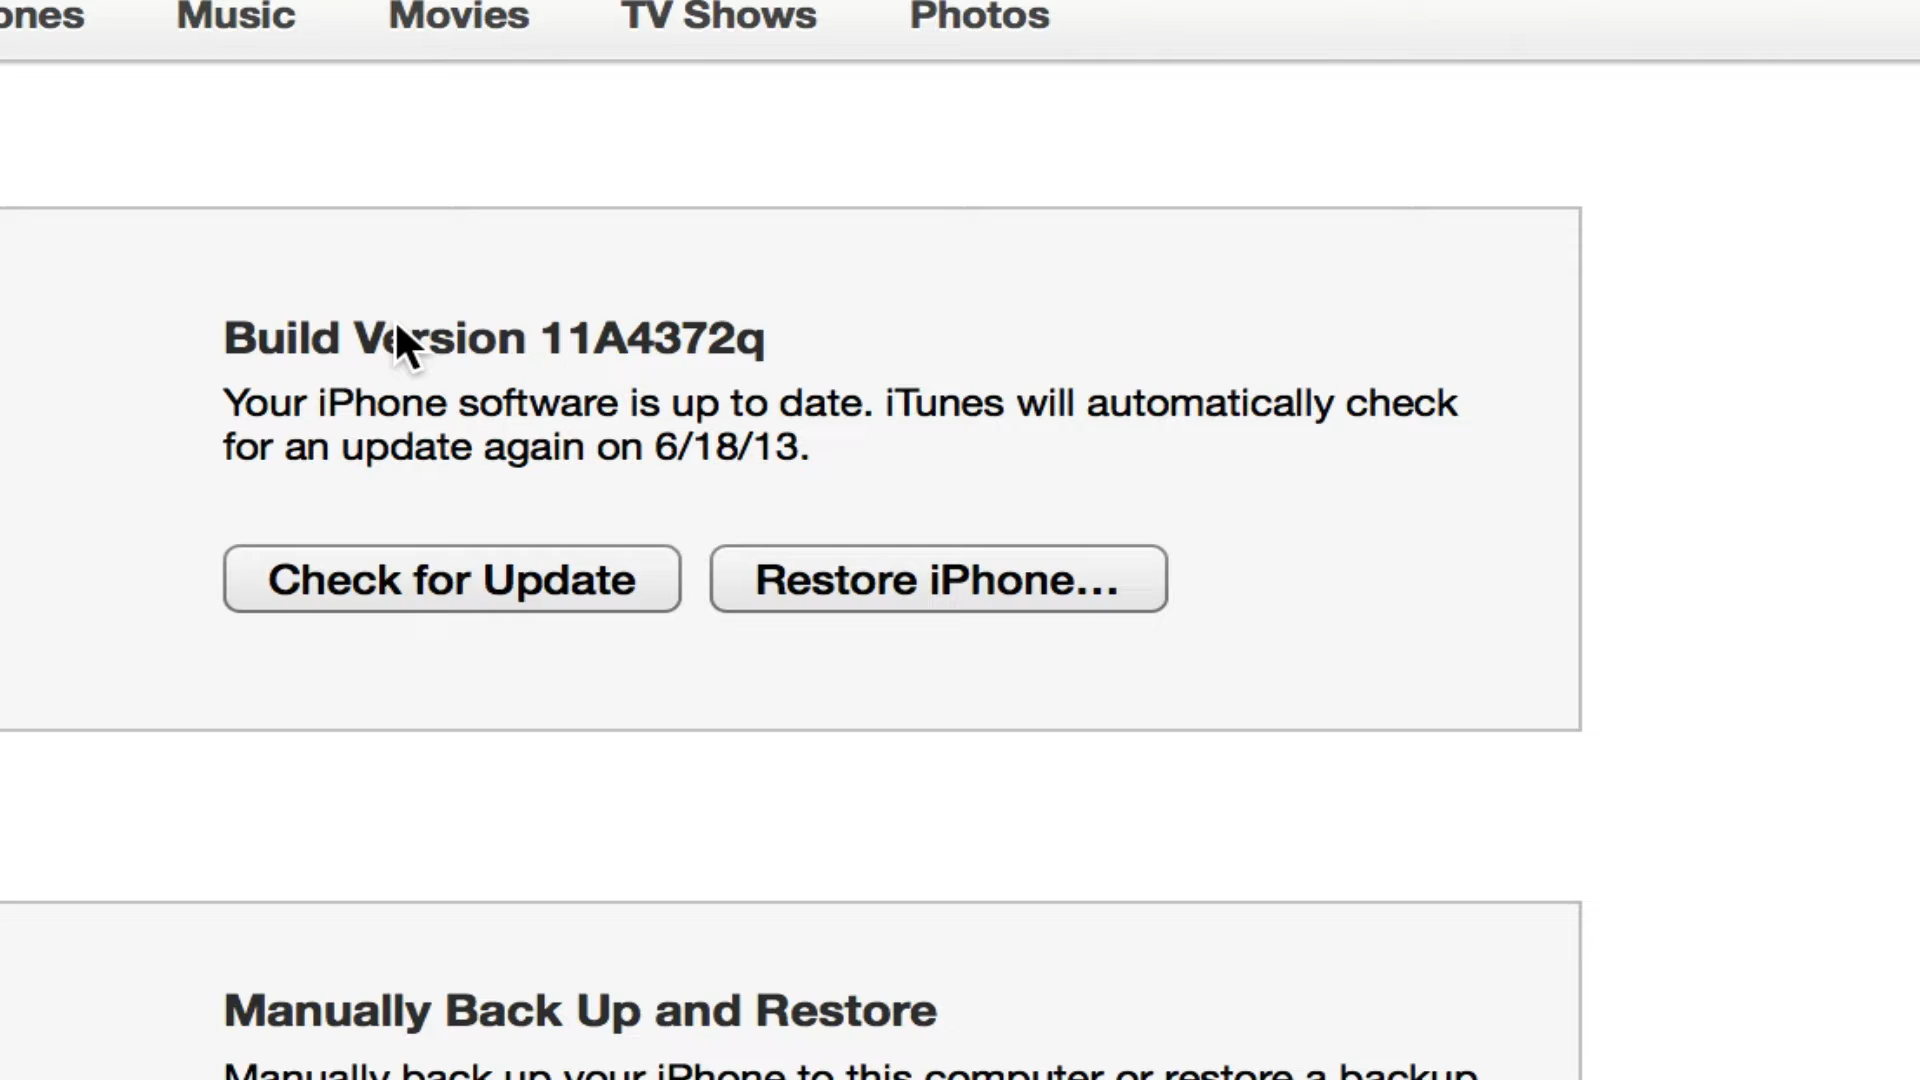 ones Music Movies TV Shows Photos
Build Version 11A4372q
Your iPhone software is up to date. iTunes will automatically check
for an update again on 6/18/13.
Check for Update Restore iPhone...
Manually Back Up and Restore
Manually back up your iPhone to this computer or restore a backup